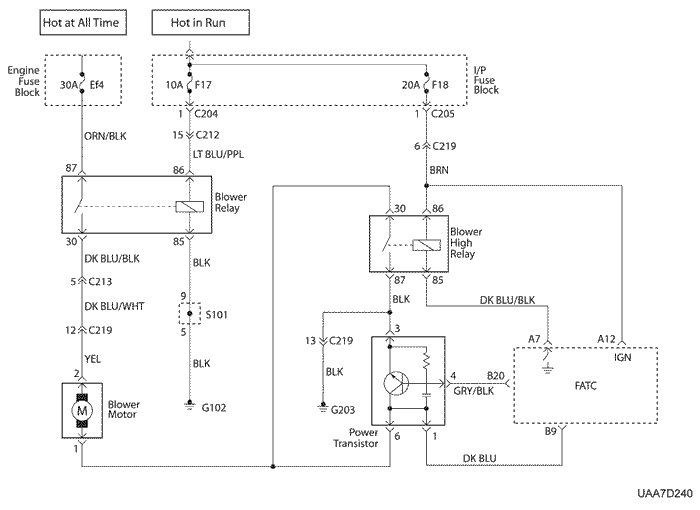 Hot at All Time
Hot in Run
Engine
Fuse
Block
30A Ef4
10A F17
20A F18
I/P
Fuse
Block
1 C204
1 C205
ORN/BLK
15 C212
6 C219
LT BLU/PPL
BRN
87
86
Blower
Relay
30
86
Blower
High
Relay
30
85
87
85
DK BLU/BLK
BLK
BLK
DK BLU/BLK
5 C213
9
S101
5
DK BLU/WHT
12 C219
13 C219
3
A7
A12
IGN
YEL
BLK
BLK
4
B20
GRY/BLK
FATC
2
M
Blower
Motor
G102
G203
Power
Transistor
6
1
B9
1
DK BLU
UAA7D240